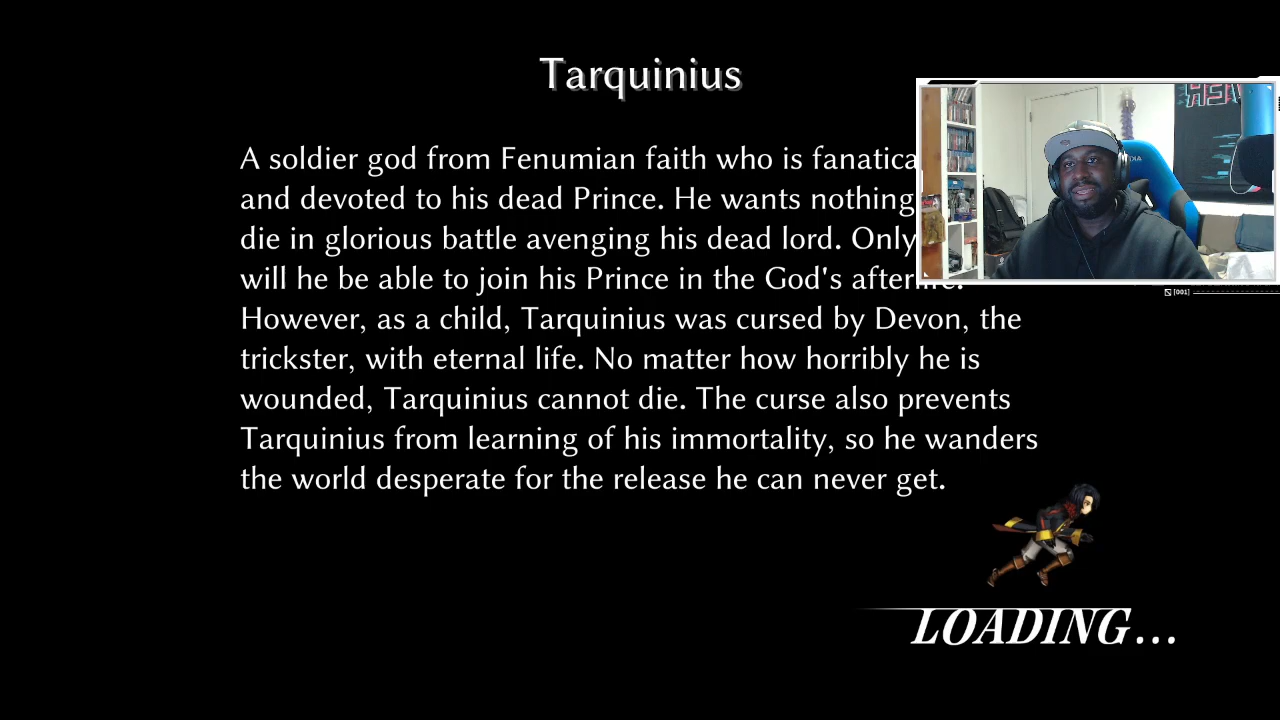 Tarquinius
A soldier god from Fenumian faith who is
and devoted to his dead Prince. He wants nothing
die in glorious battle avenging his dead lord. Only
will he be able to join his Prince in the God's
However, as a child, Tarquinius was cursed by Devon, the
trickster, with eternal life. No matter how horribly he is
wounded, Tarquinius cannot die. The curse also prevents
Tarquinius from learning of his immortality, so he wanders
the world desperate for the release he can never get.
LOADING...
[001]